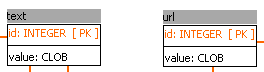 text
id: INTEGER [ PK ]
value: CLOB
url
id: INTEGER [ PK ]
value: CLOB